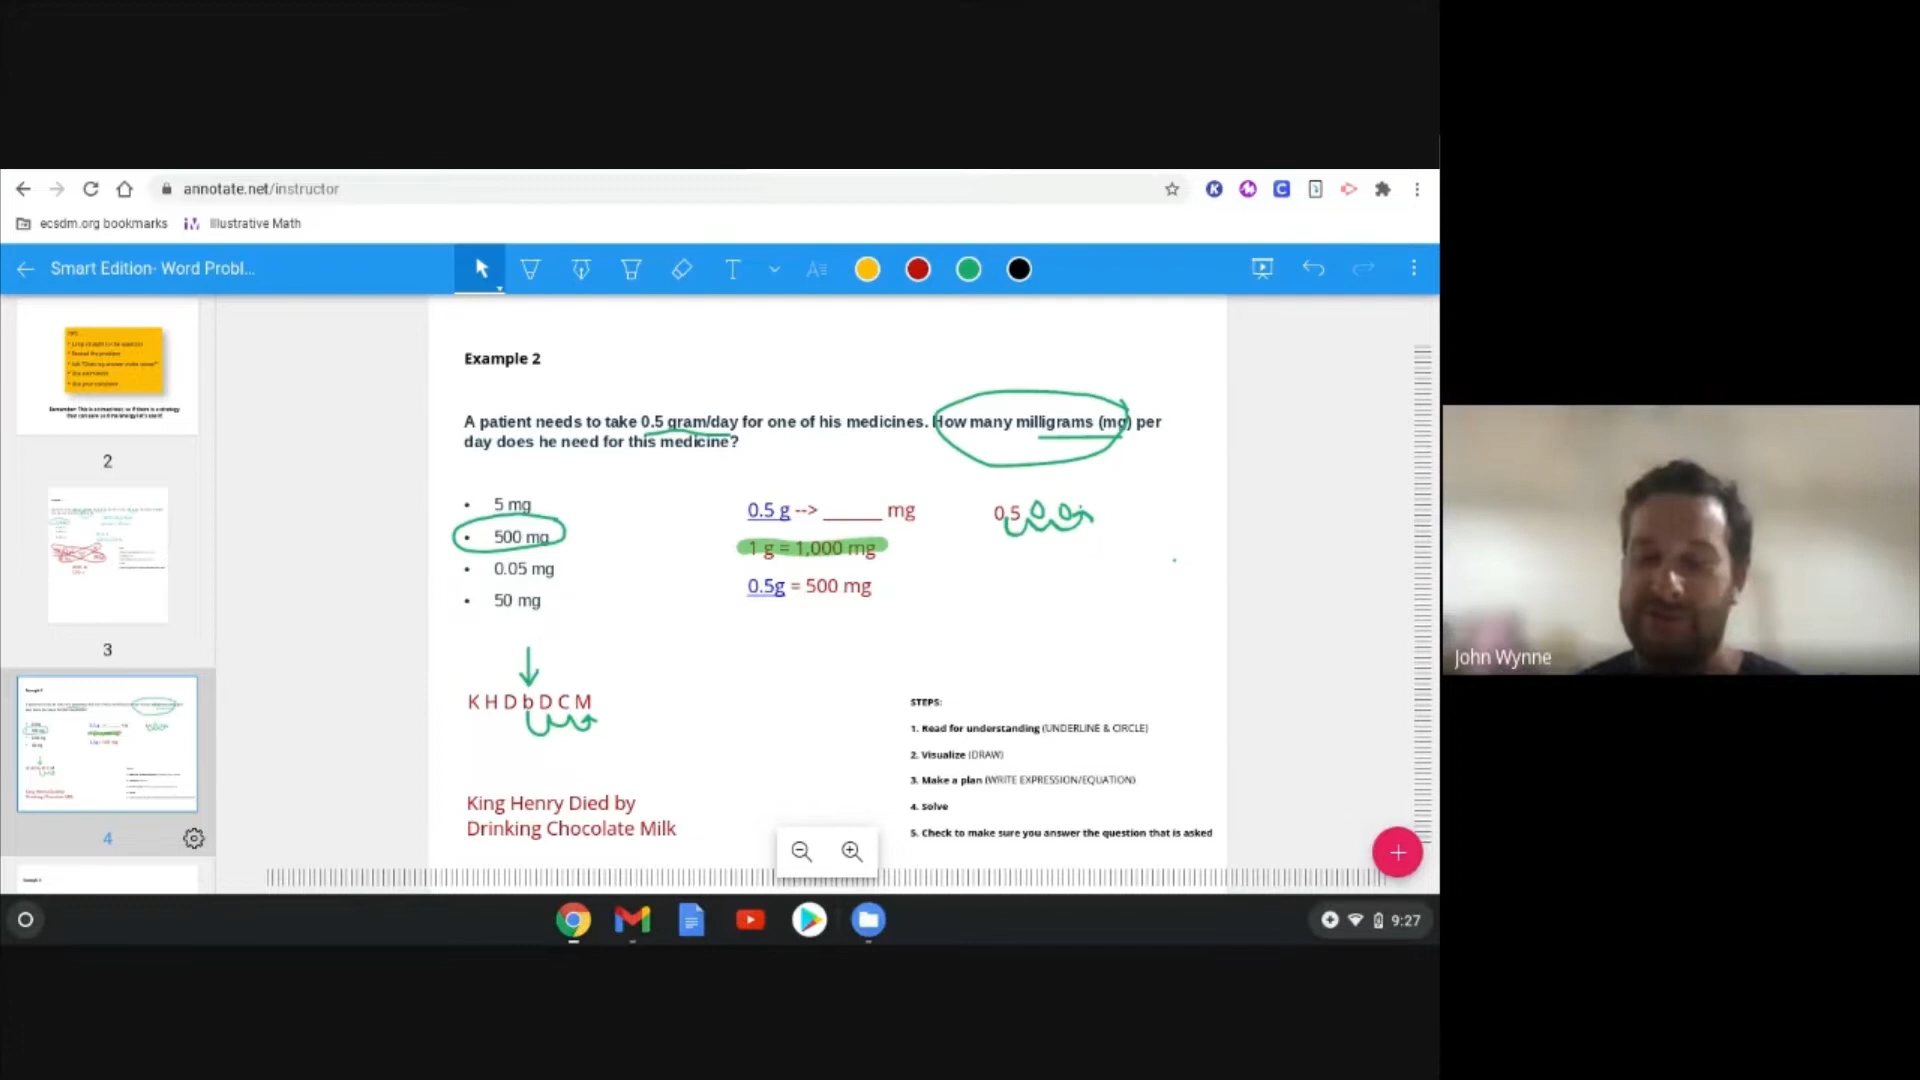 annotate.net/instructor
ecsdm.org bookmarks
Illustrative Math
Smart Edition- Word Probl...
2
3
4
Example 2
A patient needs to take 0.5 gram/day for one of his medicines. How many milligrams (mg) per
day does he need for this medicine?
• 5 mg
• 500 mg
• 0.05 mg
• 50 mg
0.5 g --> ______ mg
1 g = 1,000 mg
0.5g = 500 mg
0.5 0 0
K H D b D C M
King Henry Died by
Drinking Chocolate Milk
STEPS:
1. Read for understanding (UNDERLINE & CIRCLE)
2. Visualize (DRAW)
3. Make a plan (WRITE EXPRESSION/EQUATION)
4. Solve
5. Check to make sure you answer the question that is asked
9:27
John Wynne